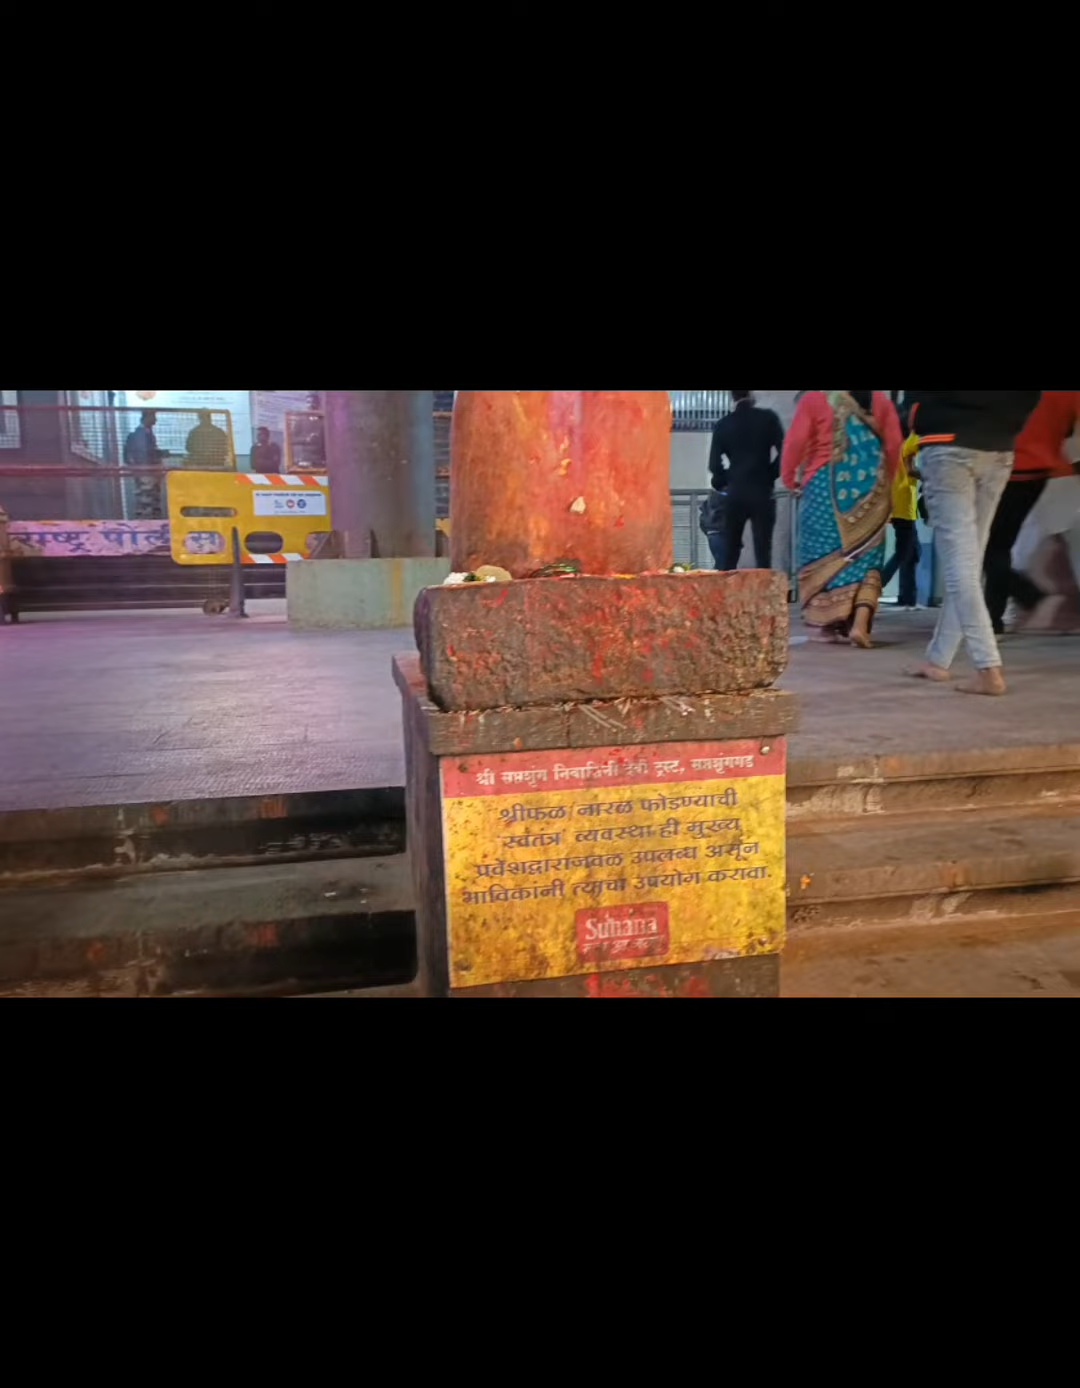 राष्ट्र पोलीस
श्री सप्तशृंग निवासिनी देवी ट्रस्ट, सप्तशृंगगड
श्रीफळ/नारळ फोडण्याची
स्वतंत्र व्यवस्था ही मुख्य
प्रवेशद्वाराजवळ उपलब्ध असून
भाविकांनी त्याचा उपयोग करावा.
Suhana